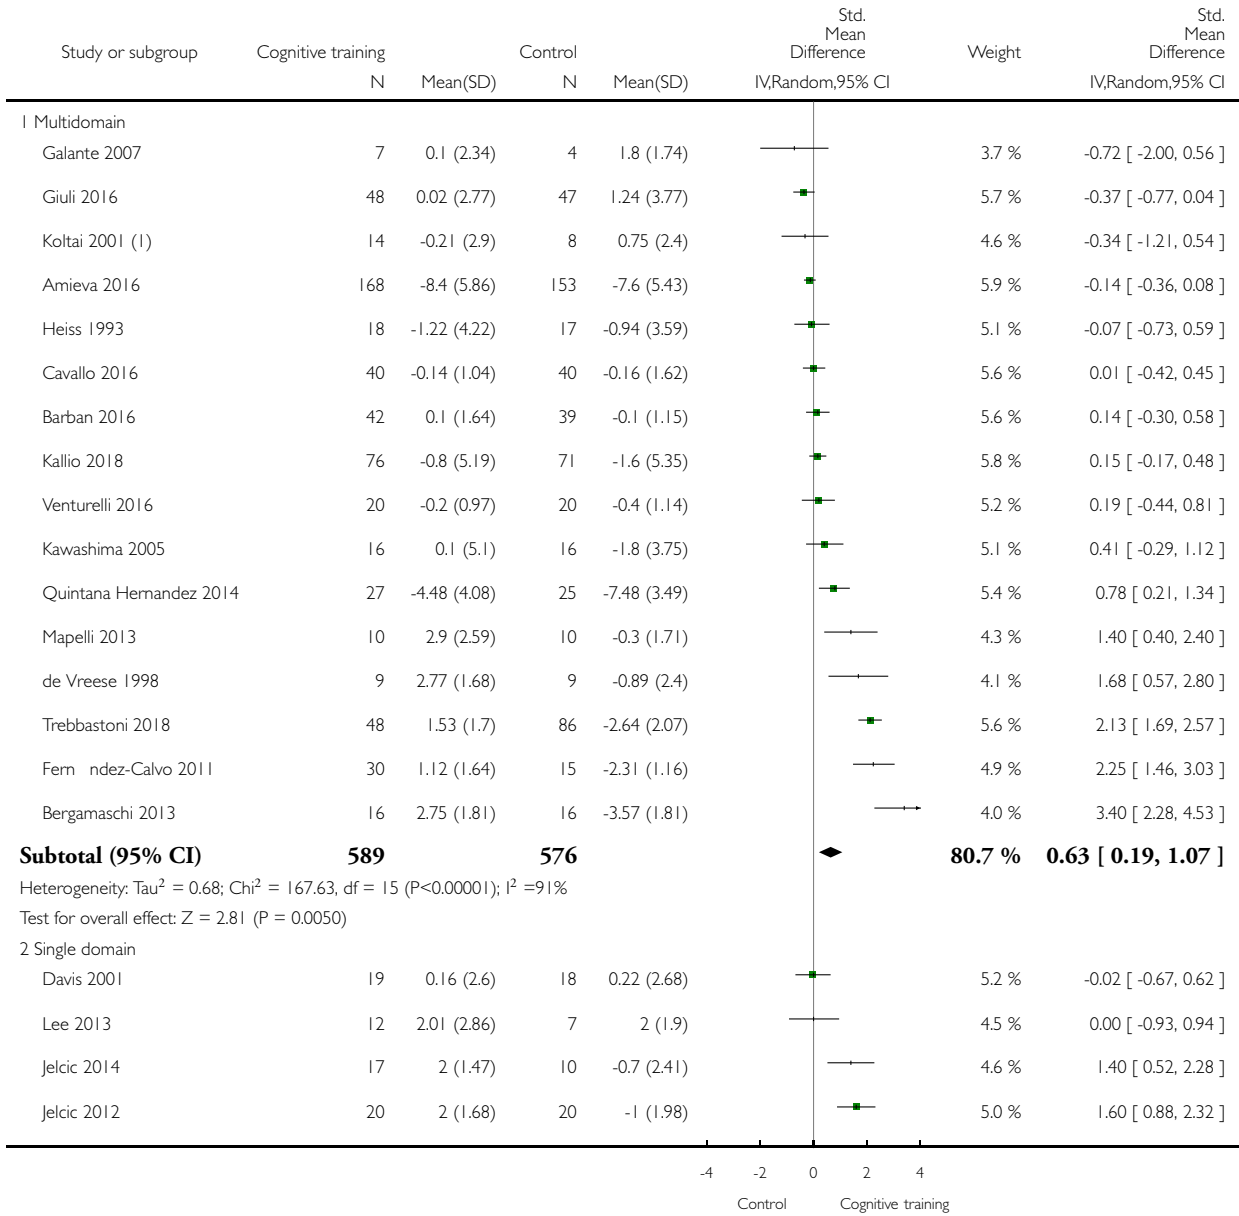 Std. Std.
Mean Mean
Study or subgroup Cognitive training Control Difference Weight Difference
N Mean(SD) N Mean(SD) IV,Random,95% CI IV,Random,95% CI
1 Multidomain
Galante 2007 7 0.1 (2.34) 4 1.8 (1.74) 3.7 % -0.72 [ -2.00, 0.56 ]
Giuli 2016 48 0.02 (2.77) 47 1.24 (3.77) 5.7 % -0.37 [ -0.77, 0.04 ]
Koltai 2001 (1) 14 -0.21 (2.9) 8 0.75 (2.4) 4.6 % -0.34 [ -1.21, 0.54 ]
Amieva 2016 168 -8.4 (5.86) 153 -7.6 (5.43) 5.9 % -0.14 [ -0.36, 0.08 ]
Heiss 1993 18 -1.22 (4.22) 17 -0.94 (3.59) 5.1 % -0.07 [ -0.73, 0.59 ]
Cavallo 2016 40 -0.14 (1.04) 40 -0.16 (1.62) 5.6 % 0.01 [ -0.42, 0.45 ]
Barban 2016 42 0.1 (1.64) 39 -0.1 (1.15) 5.6 % 0.14 [ -0.30, 0.58 ]
Kallio 2018 76 -0.8 (5.19) 71 -1.6 (5.35) 5.8 % 0.15 [ -0.17, 0.48 ]
Venturelli 2016 20 -0.2 (0.97) 20 -0.4 (1.14) 5.2 % 0.19 [ -0.44, 0.81 ]
Kawashima 2005 16 0.1 (5.1) 16 -1.8 (3.75) 5.1 % 0.41 [ -0.29, 1.12 ]
Quintana Hernandez 2014 27 -4.48 (4.08) 25 -7.48 (3.49) 5.4 % 0.78 [ 0.21, 1.34 ]
Mapelli 2013 10 2.9 (2.59) 10 -0.3 (1.71) 4.3 % 1.40 [ 0.40, 2.40 ]
de Vreese 1998 9 2.77 (1.68) 9 -0.89 (2.4) 4.1 % 1.68 [ 0.57, 2.80 ]
Trebbastoni 2018 48 1.53 (1.7) 86 -2.64 (2.07) 5.6 % 2.13 [ 1.69, 2.57 ]
Fern ndez-Calvo 2011 30 1.12 (1.64) 15 -2.31 (1.16) 4.9 % 2.25 [ 1.46, 3.03 ]
Bergamaschi 2013 16 2.75 (1.81) 16 -3.57 (1.81) 4.0 % 3.40 [ 2.28, 4.53 ]
Subtotal (95% CI) 589 576 80.7 % 0.63 [ 0.19, 1.07 ]
Heterogeneity: Tau² = 0.68; Chi² = 167.63, df = 15 (P<0.00001); I² =91%
Test for overall effect: Z = 2.81 (P = 0.0050)
2 Single domain
Davis 2001 19 0.16 (2.6) 18 0.22 (2.68) 5.2 % -0.02 [ -0.67, 0.62 ]
Lee 2013 12 2.01 (2.86) 7 2 (1.9) 4.5 % 0.00 [ -0.93, 0.94 ]
Jelcic 2014 17 2 (1.47) 10 -0.7 (2.41) 4.6 % 1.40 [ 0.52, 2.28 ]
Jelcic 2012 20 2 (1.68) 20 -1 (1.98) 5.0 % 1.60 [ 0.88, 2.32 ]
-4 -2 0 2 4
Control Cognitive training